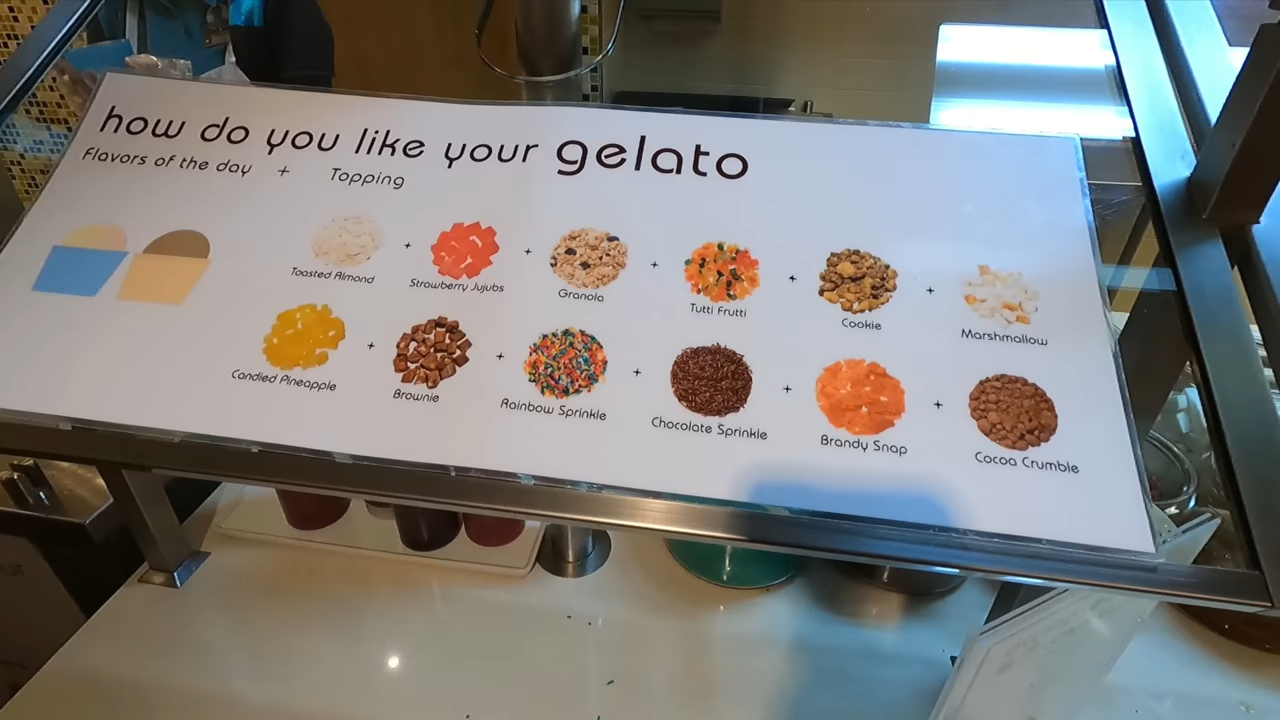 how do you like your gelato
Flavors of the day + Topping
Toasted Almond + Strawberry Jujubs + Granola + Tutti Frutti + Cookie + Marshmallow
Candied Pineapple + Brownie + Rainbow Sprinkle + Chocolate Sprinkle + Brandy Snap + Cocoa Crumble